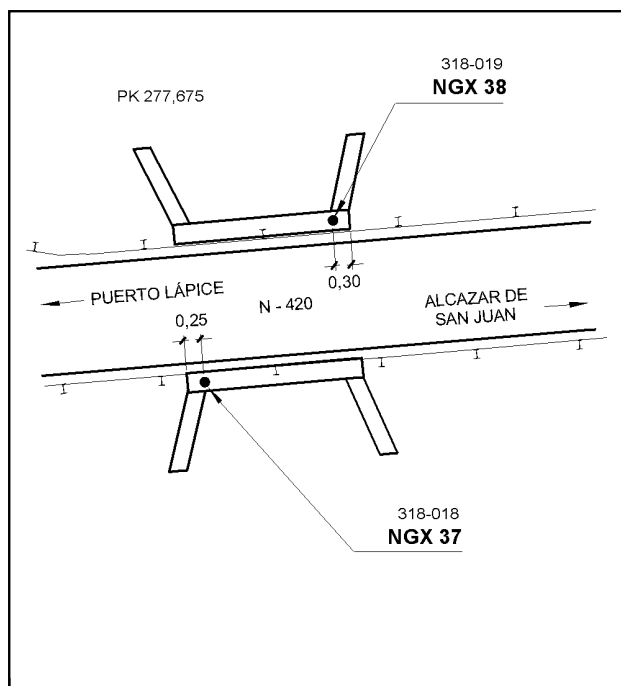 318-019
NGX 38
PK 277,675
0,30
PUERTO LÁPICE
N - 420
ALCAZAR DE
SAN JUAN
0,25
318-018
NGX 37